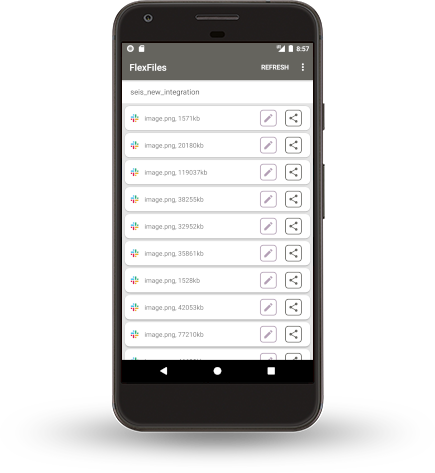 8:57
FlexFiles
REFRESH
seis_new_integration
image.png, 1571kb
image.png, 20180kb
image.png, 119037kb
image.png, 38255kb
image.png, 32952kb
image.png, 35861kb
image.png, 1528kb
image.png, 42053kb
image.png, 77210kb